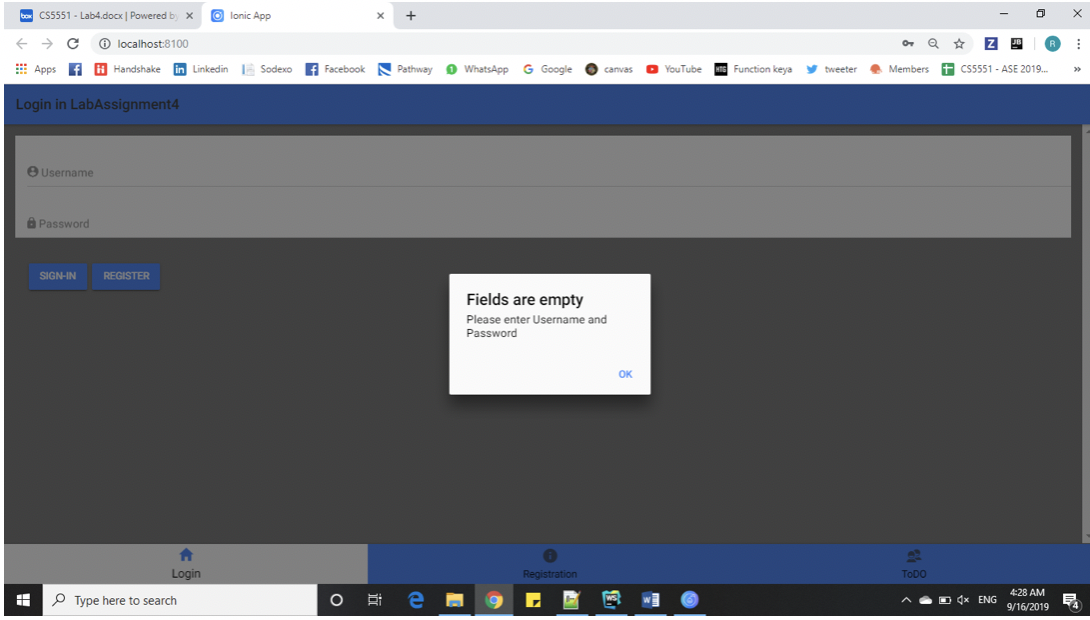 CS5551 - Lab4.docx | Powered by
Ionic App
localhost:8100
Z
JB
R
Apps
Handshake
Linkedin
Sodexo
Facebook
Pathway
WhatsApp
Google
canvas
YouTube
Function keya
tweeter
Members
CS5551 - ASE 2019...
Login in LabAssignment4
Username
Password
SIGN-IN
REGISTER
Fields are empty
Please enter Username and
Password
OK
Login
Registration
ToDO
Type here to search
ENG
4:28 AM
9/16/2019
4